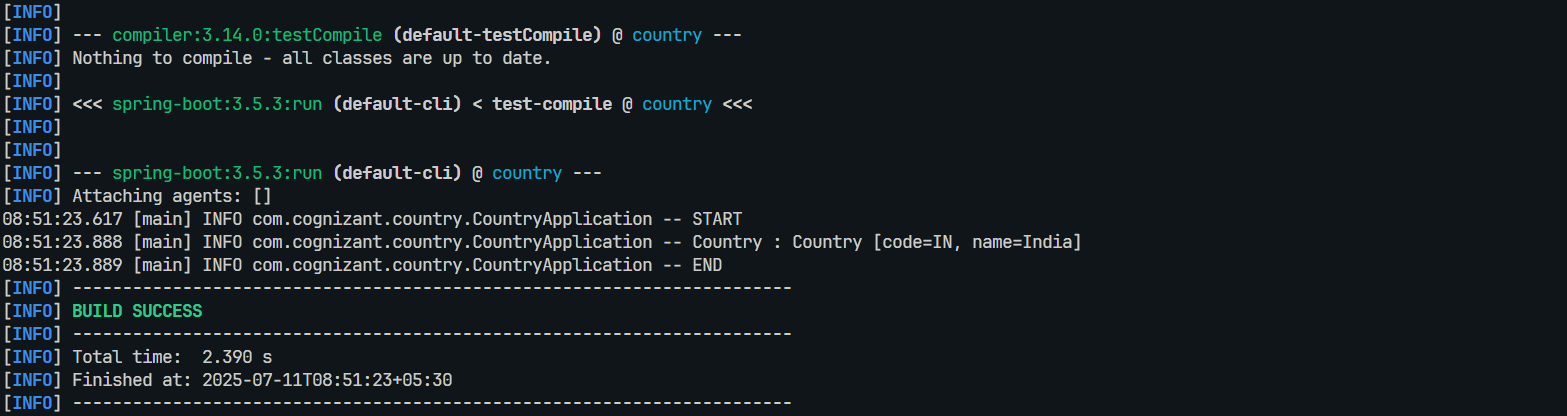 [INFO]
[INFO] --- compiler:3.14.0:testCompile (default-testCompile) @ country ---
[INFO] Nothing to compile - all classes are up to date.
[INFO]
[INFO] <<< spring-boot:3.5.3:run (default-cli) < test-compile @ country <<<
[INFO]
[INFO]
[INFO] --- spring-boot:3.5.3:run (default-cli) @ country ---
[INFO] Attaching agents: []
08:51:23.617 [main] INFO com.cognizant.country.CountryApplication -- START
08:51:23.888 [main] INFO com.cognizant.country.CountryApplication -- Country : Country [code=IN, name=India]
08:51:23.889 [main] INFO com.cognizant.country.CountryApplication -- END
[INFO] ------------------------------------------------------------------------
[INFO] BUILD SUCCESS
[INFO] ------------------------------------------------------------------------
[INFO] Total time:  2.390 s
[INFO] Finished at: 2025-07-11T08:51:23+05:30
[INFO] ------------------------------------------------------------------------